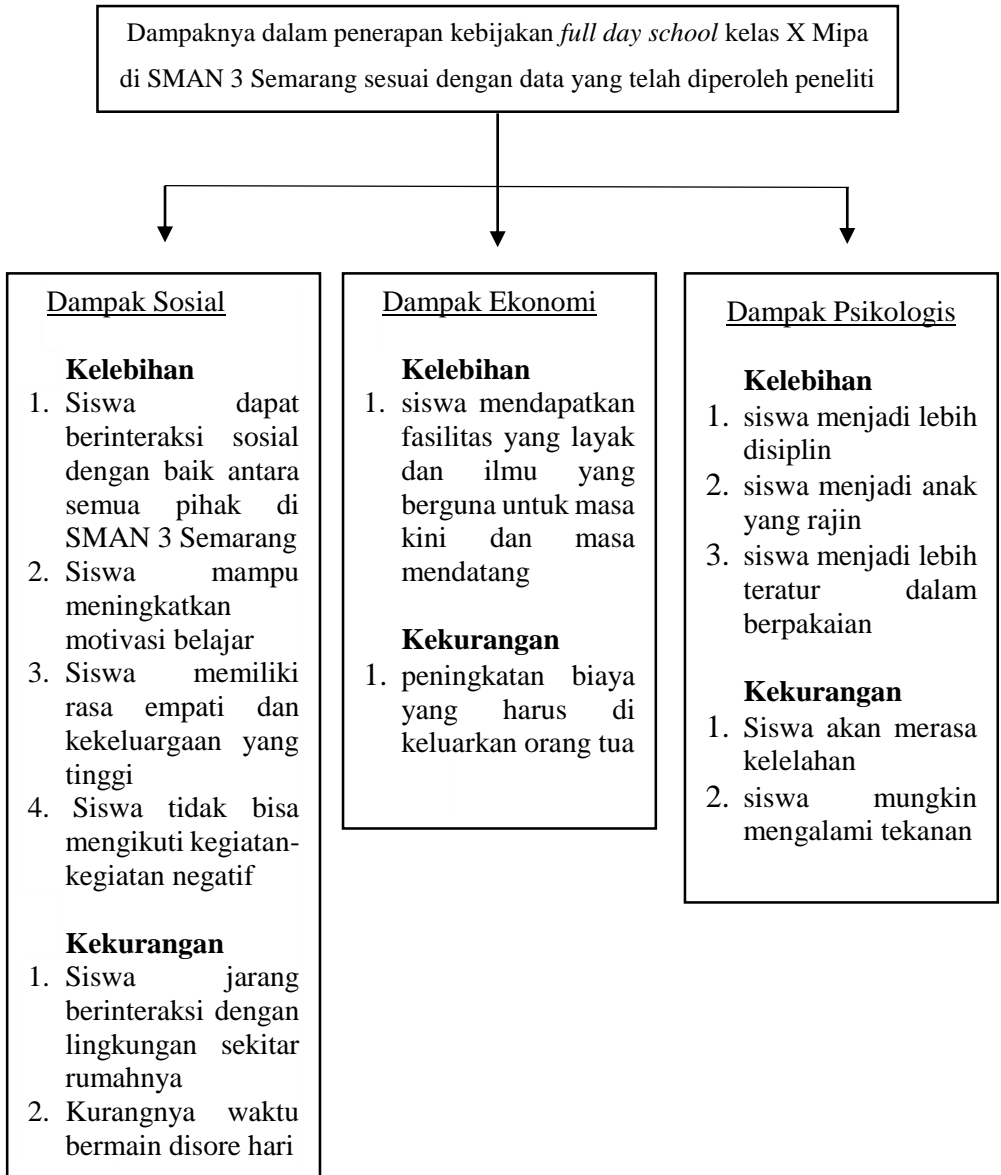 Dampaknya dalam penerapan kebijakan full day school kelas X Mipa
di SMAN 3 Semarang sesuai dengan data yang telah diperoleh peneliti
Dampak Sosial
Kelebihan
1. Siswa dapat
berinteraksi sosial
dengan baik antara
semua pihak di
SMAN 3 Semarang
2. Siswa mampu
meningkatkan
motivasi belajar
3. Siswa memiliki
rasa empati dan
kekeluargaan yang
tinggi
4. Siswa tidak bisa
mengikuti kegiatan-
kegiatan negatif
Kekurangan
1. Siswa jarang
berinteraksi dengan
lingkungan sekitar
rumahnya
2. Kurangnya waktu
bermain disore hari
Dampak Ekonomi
Kelebihan
1. siswa mendapatkan
fasilitas yang layak
dan ilmu yang
berguna untuk masa
kini dan masa
mendatang
Kekurangan
1. peningkatan biaya
yang harus di
keluarkan orang tua
Dampak Psikologis
Kelebihan
1. siswa menjadi lebih
disiplin
2. siswa menjadi anak
yang rajin
3. siswa menjadi lebih
teratur dalam
berpakaian
Kekurangan
1. Siswa akan merasa
kelelahan
2. siswa mungkin
mengalami tekanan